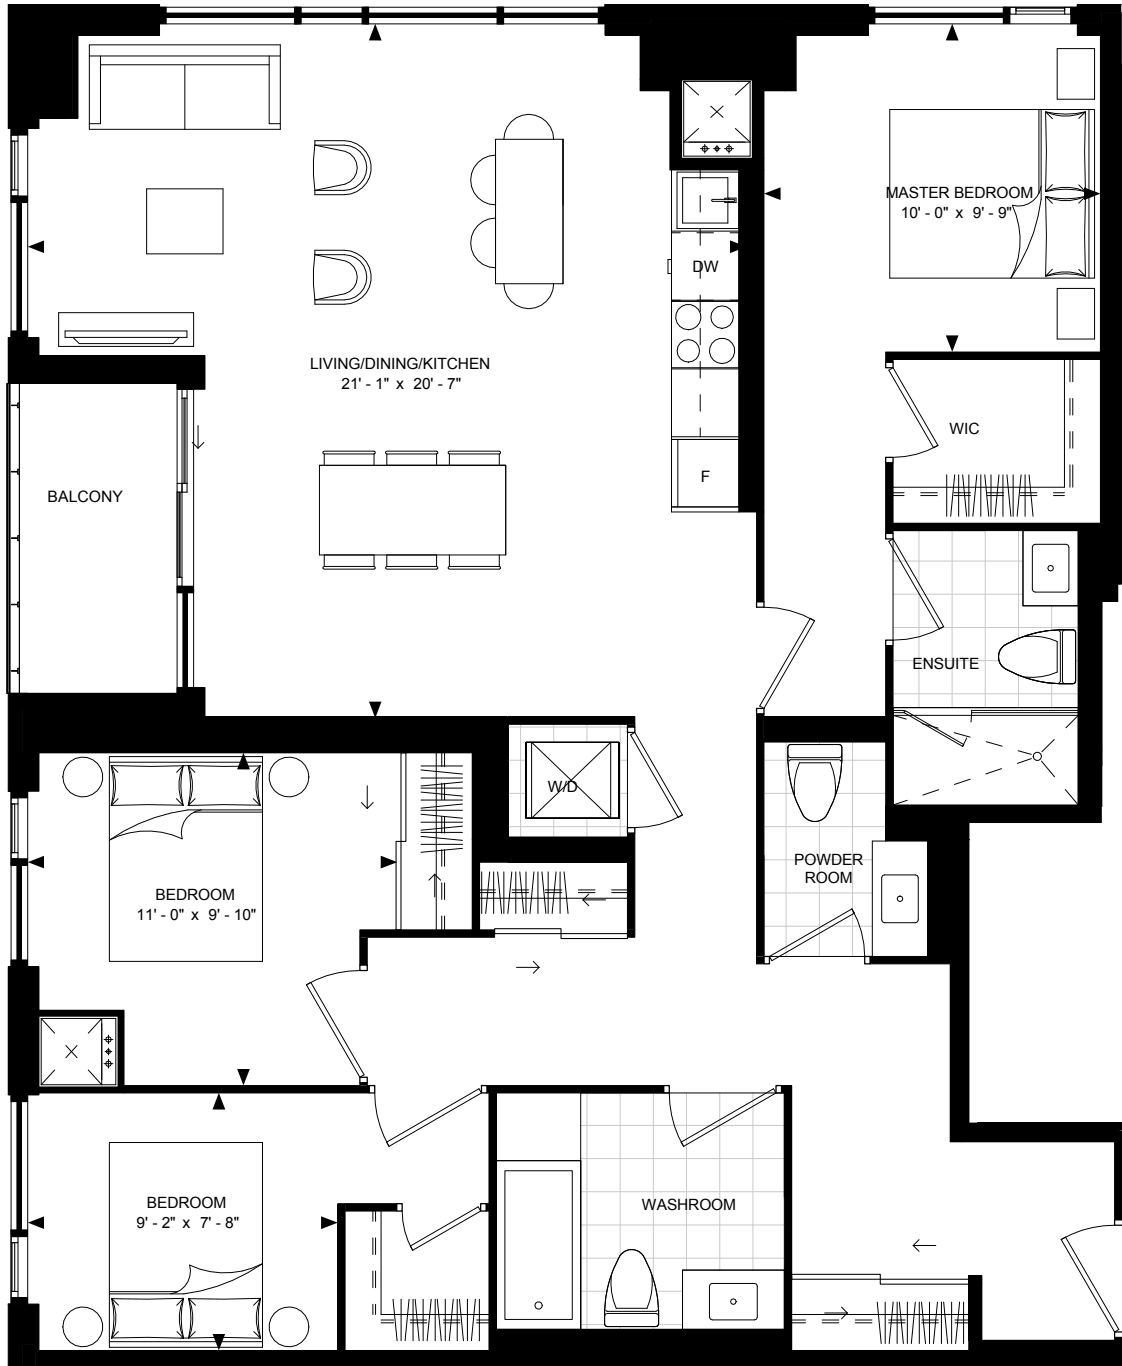 MASTER BEDROOM
10' - 0" x 9' - 9"
DW
LIVING/DINING/KITCHEN
21' - 1" x 20' - 7"
WIC
F
BALCONY
ENSUITE
W/D
POWDER
ROOM
BEDROOM
11' - 0" x 9' - 10"
BEDROOM
9' - 2" x 7' - 8"
WASHROOM